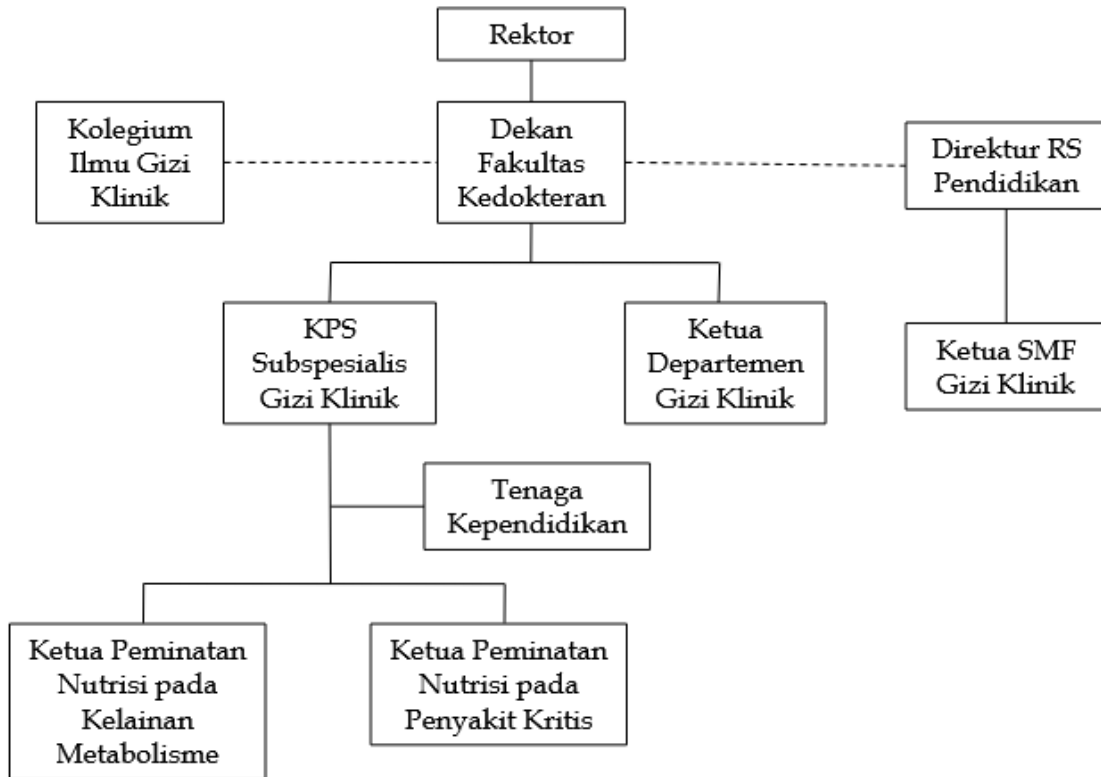 Rektor
Kolegium
Ilmu Gizi
Klinik
Dekan
Fakultas
Kedokteran
Direktur RS
Pendidikan
KPS
Subspesialis
Gizi Klinik
Ketua
Departemen
Gizi Klinik
Ketua SMF
Gizi Klinik
Tenaga
Kependidikan
Ketua Peminatan
Nutrisi pada
Kelainan
Metabolisme
Ketua Peminatan
Nutrisi pada
Penyakit Kritis